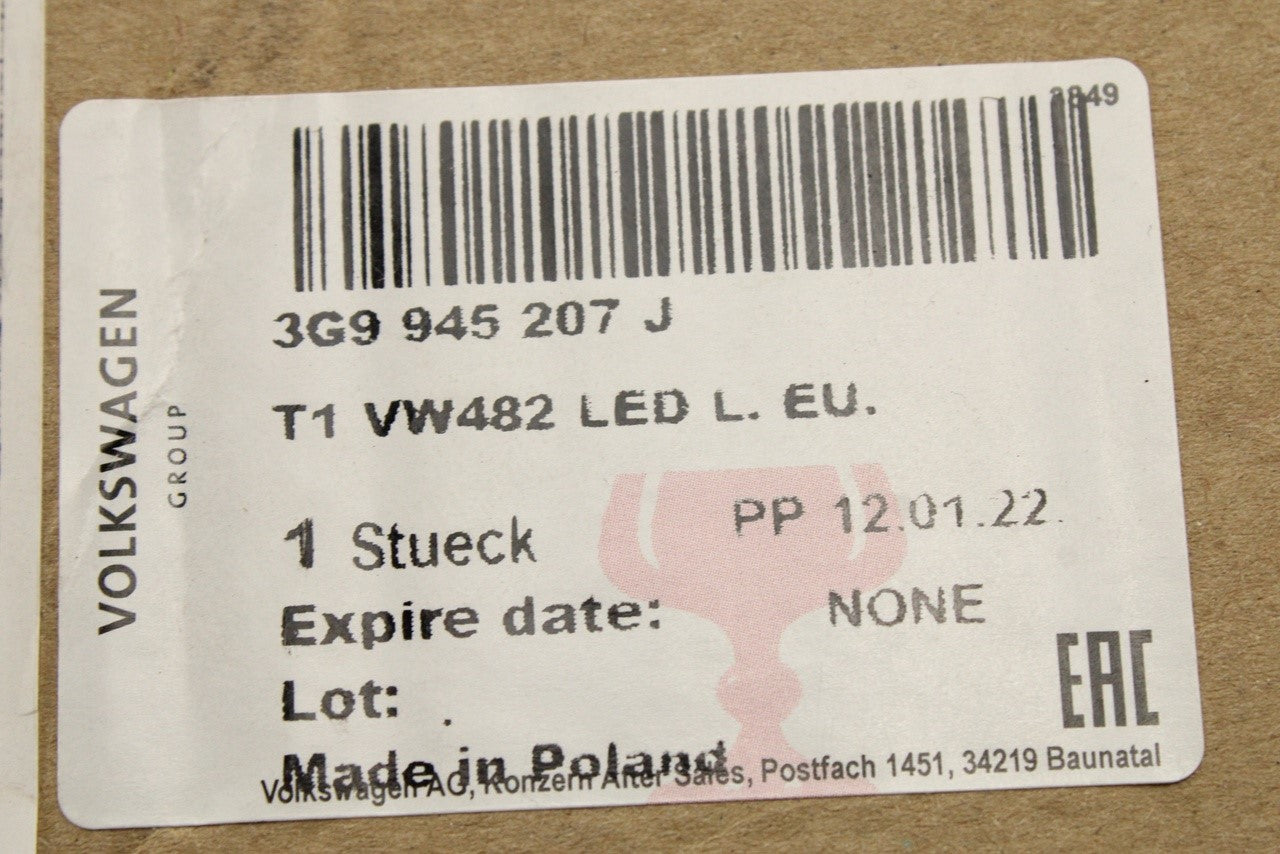 3849
3G9 945 207 J
T1 VW482 LED L. EU.
PP 12.01.22.
1 Stueck
Expire date: NONE
Lot: .
Made in Poland
Volkswagen AG, Konzern After Sales, Postfach 1451, 34219 Baunatal
EAC
VOLKSWAGEN
GROUP